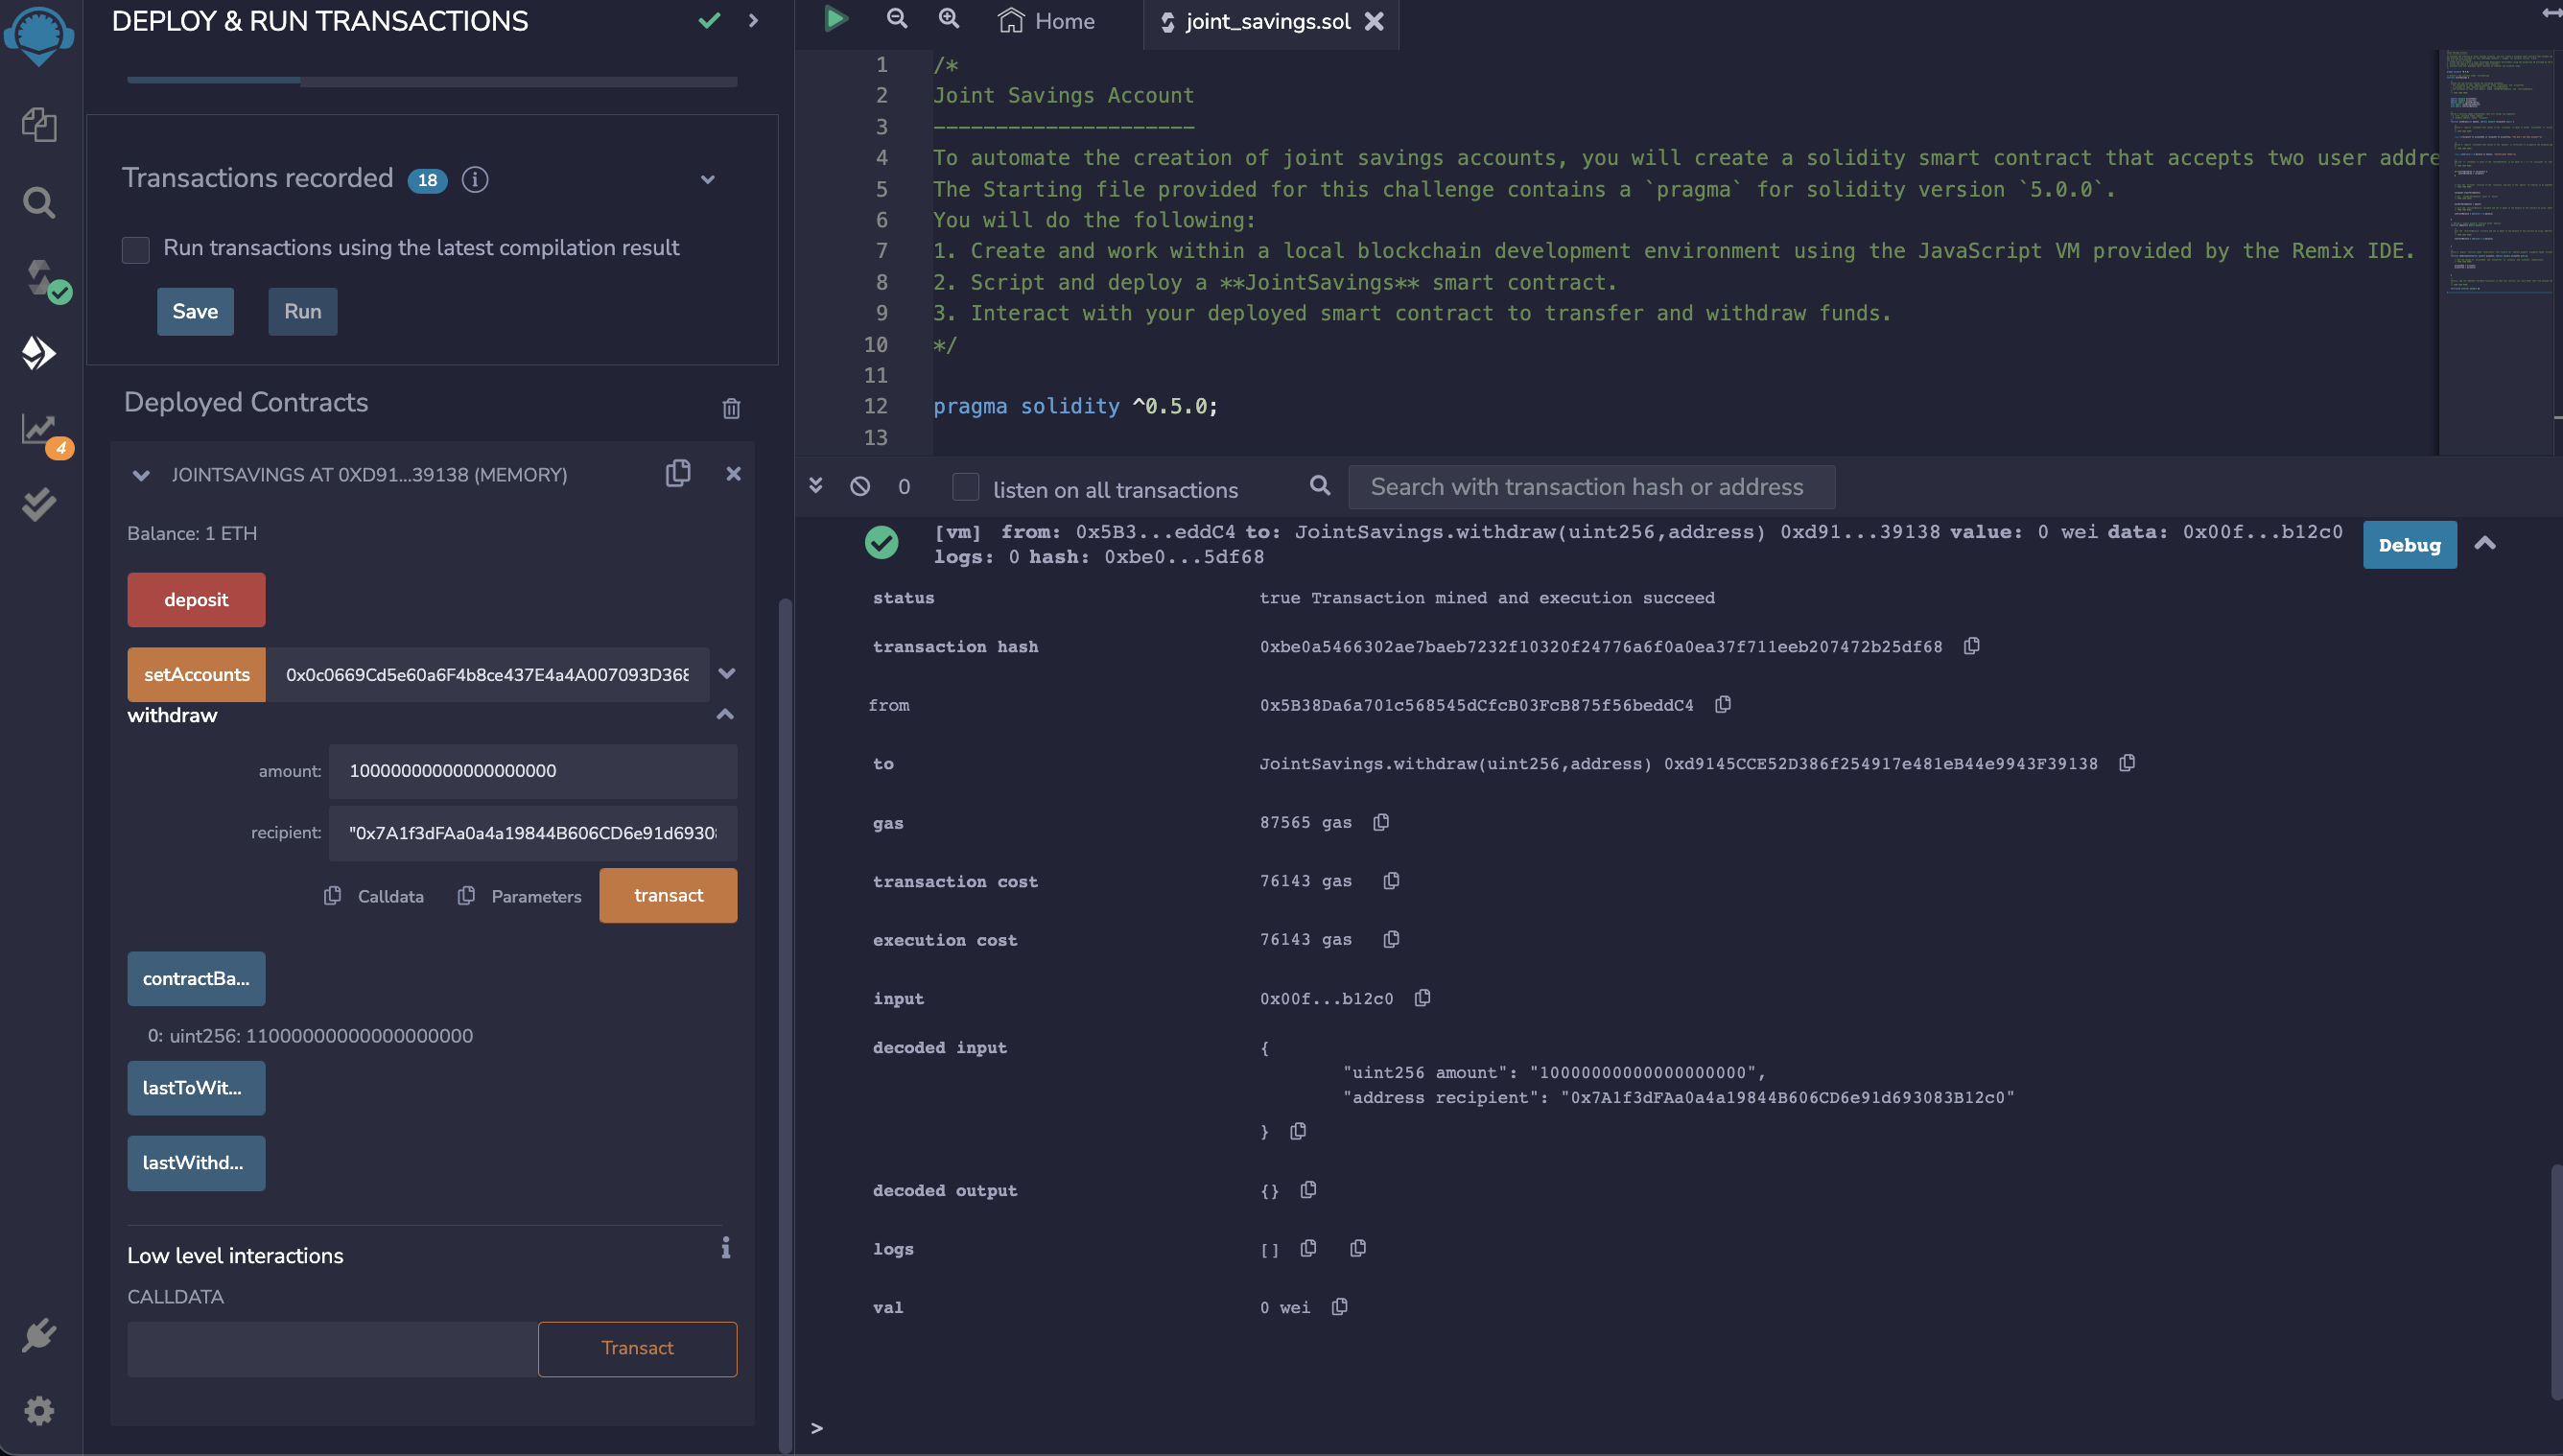 DEPLOY & RUN TRANSACTIONS
Transactions recorded 18
Run transactions using the latest compilation result
Save Run
Deployed Contracts
4
JOINTSAVINGS AT 0XD91...39138 (MEMORY)
Balance: 1 ETH
deposit
setAccounts 0x0c0669Cd5e60a6F4b8ce437E4a4A007093D368
withdraw
amount: 10000000000000000000
recipient: "0x7A1f3dFAa0a4a19844B606CD6e91d69308
Calldata Parameters transact
contractBa...
0: uint256: 11000000000000000000
lastToWit...
lastWithd...
Low level interactions
CALLDATA
Transact
Home joint_savings.sol
1 /*
2 Joint Savings Account
3 ---------------------
4 To automate the creation of joint savings accounts, you will create a solidity smart contract that accepts two user addre
5 The Starting file provided for this challenge contains a `pragma` for solidity version `5.0.0`.
6 You will do the following:
7 1. Create and work within a local blockchain development environment using the JavaScript VM provided by the Remix IDE.
8 2. Script and deploy a **JointSavings** smart contract.
9 3. Interact with your deployed smart contract to transfer and withdraw funds.
10 */
11
12 pragma solidity ^0.5.0;
13
0 listen on all transactions Search with transaction hash or address
[vm] from: 0x5B3...eddC4 to: JointSavings.withdraw(uint256,address) 0xd91...39138 value: 0 wei data: 0x00f...b12c0
logs: 0 hash: 0xbe0...5df68
Debug
status true Transaction mined and execution succeed
transaction hash 0xbe0a5466302ae7baeb7232f10320f24776a6f0a0ea37f711eeb207472b25df68
from 0x5B38Da6a701c568545dCfcB03FcB875f56beddC4
to JointSavings.withdraw(uint256,address) 0xd9145CCE52D386f254917e481eB44e9943F39138
gas 87565 gas
transaction cost 76143 gas
execution cost 76143 gas
input 0x00f...b12c0
decoded input {
"uint256 amount": "10000000000000000000",
"address recipient": "0x7A1f3dFAa0a4a19844B606CD6e91d693083B12c0"
}
decoded output {}
logs []
val 0 wei
>